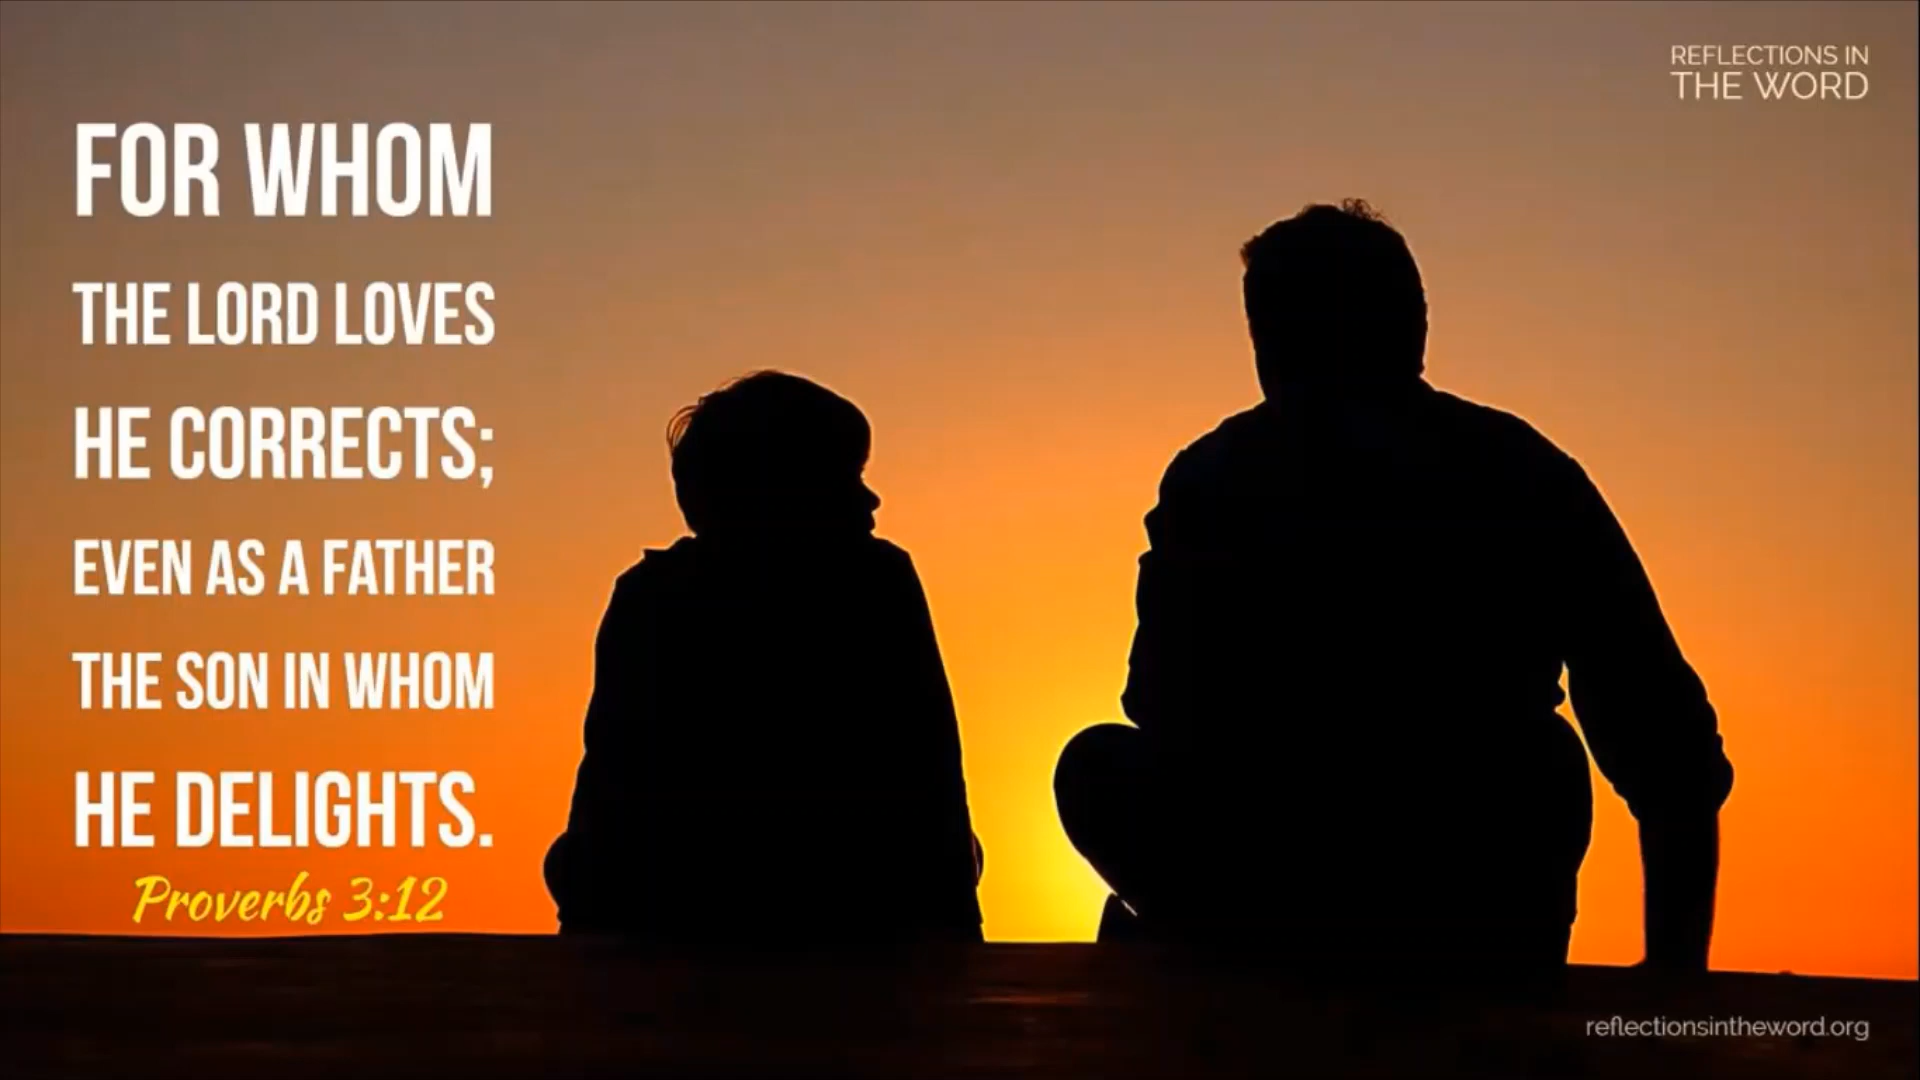 FOR WHOM
THE LORD LOVES
HE CORRECTS;
EVEN AS A FATHER
THE SON IN WHOM
HE DELIGHTS.
Proverbs 3:12
REFLECTIONS IN
THE WORD
reflectionsintheword.org